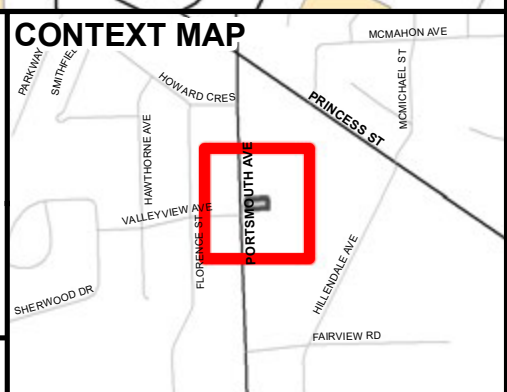 CONTEXT MAP
MCMAHON AVE
PARKWAY
SMITHFIEL
HOWARD CRES
MCMICHAEL ST
PRINCESS ST
HAWTHORNE AVE
PORTSMOUTH AVE
VALLEYVIEW AVE
FLORENCE ST
HILLENDALE AVE
SHERWOOD DR
FAIRVIEW RD